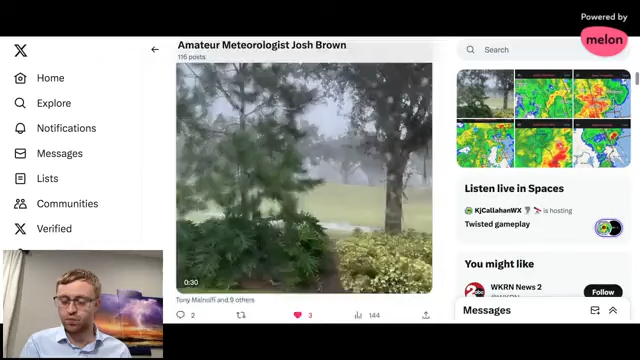 Powered by
melon
Amateur Meteorologist Josh Brown
116 posts
Home
Explore
Notifications
Messages
Lists
Communities
Verified
0:30
Tony Mainolfi and 9 others
2
3
144
Search
Listen live in Spaces
KjCallahanWX
is hosting
Twisted gameplay
You might like
WKRN News 2
Follow
Messages